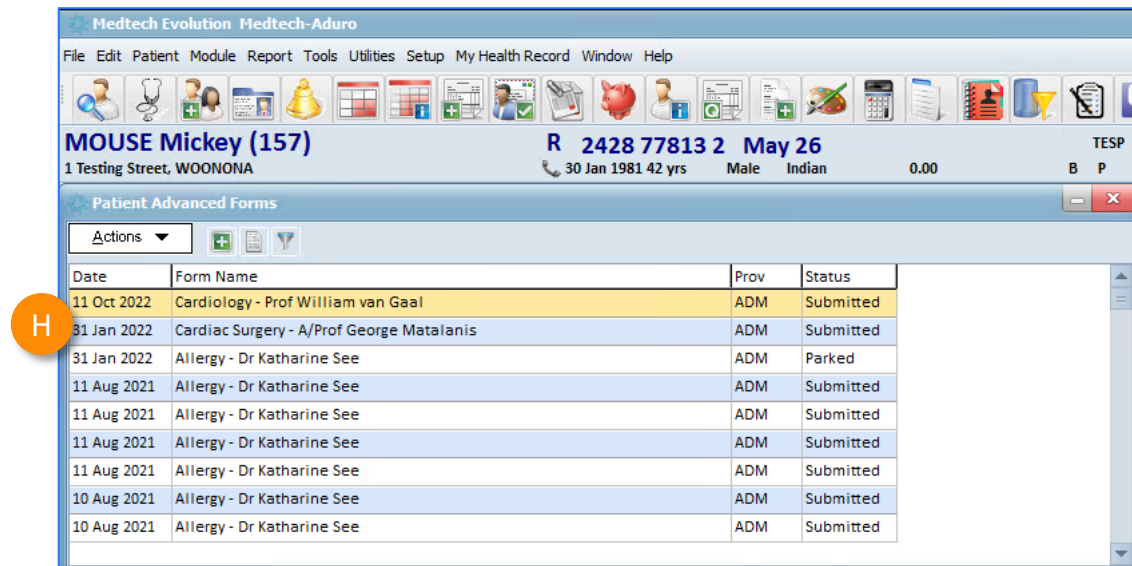 Medtech Evolution Medtech-Aduro
File Edit Patient Module Report Tools Utilities Setup My Health Record Window Help
MOUSE Mickey (157) R 2428 77813 2 May 26 TESP
1 Testing Street, WOONONA 30 Jan 1981 42 yrs Male Indian 0.00 B P
Patient Advanced Forms
Actions
Date Form Name Prov Status
11 Oct 2022 Cardiology - Prof William van Gaal ADM Submitted
H
31 Jan 2022 Cardiac Surgery - A/Prof George Matalanis ADM Submitted
31 Jan 2022 Allergy - Dr Katharine See ADM Parked
11 Aug 2021 Allergy - Dr Katharine See ADM Submitted
11 Aug 2021 Allergy - Dr Katharine See ADM Submitted
11 Aug 2021 Allergy - Dr Katharine See ADM Submitted
11 Aug 2021 Allergy - Dr Katharine See ADM Submitted
10 Aug 2021 Allergy - Dr Katharine See ADM Submitted
10 Aug 2021 Allergy - Dr Katharine See ADM Submitted